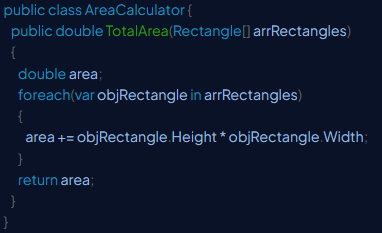 public class AreaCalculator {
public double TotalArea(Rectangle[] arrRectangles)
{
double area;
foreach(var objRectangle in arrRectangles)
{
area += objRectangle.Height * objRectangle.Width;
}
return area;
}
}